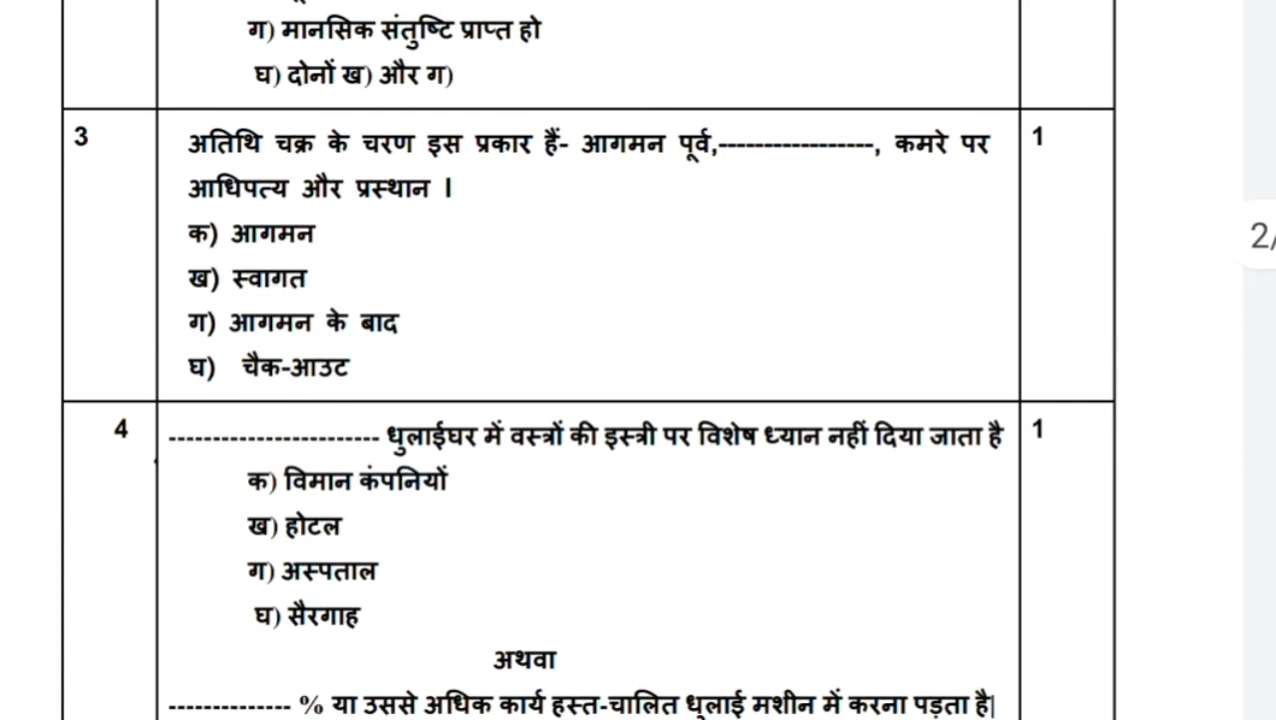 ग) मानसिक संतुष्टि प्राप्त हो
घ) दोनों ख) और ग)
3
अतिथि चक्र के चरण इस प्रकार हैं- आगमन पूर्व,-----------------, कमरे पर
1
आधिपत्य और प्रस्थान ।
क) आगमन
ख) स्वागत
ग) आगमन के बाद
घ) चैक-आउट
4
------------------------ धुलाईघर में वस्त्रों की इस्त्री पर विशेष ध्यान नहीं दिया जाता है
1
क) विमान कंपनियों
ख) होटल
ग) अस्पताल
घ) सैरगाह
अथवा
-------------- % या उससे अधिक कार्य हस्त-चालित धुलाई मशीन में करना पड़ता है|
2/